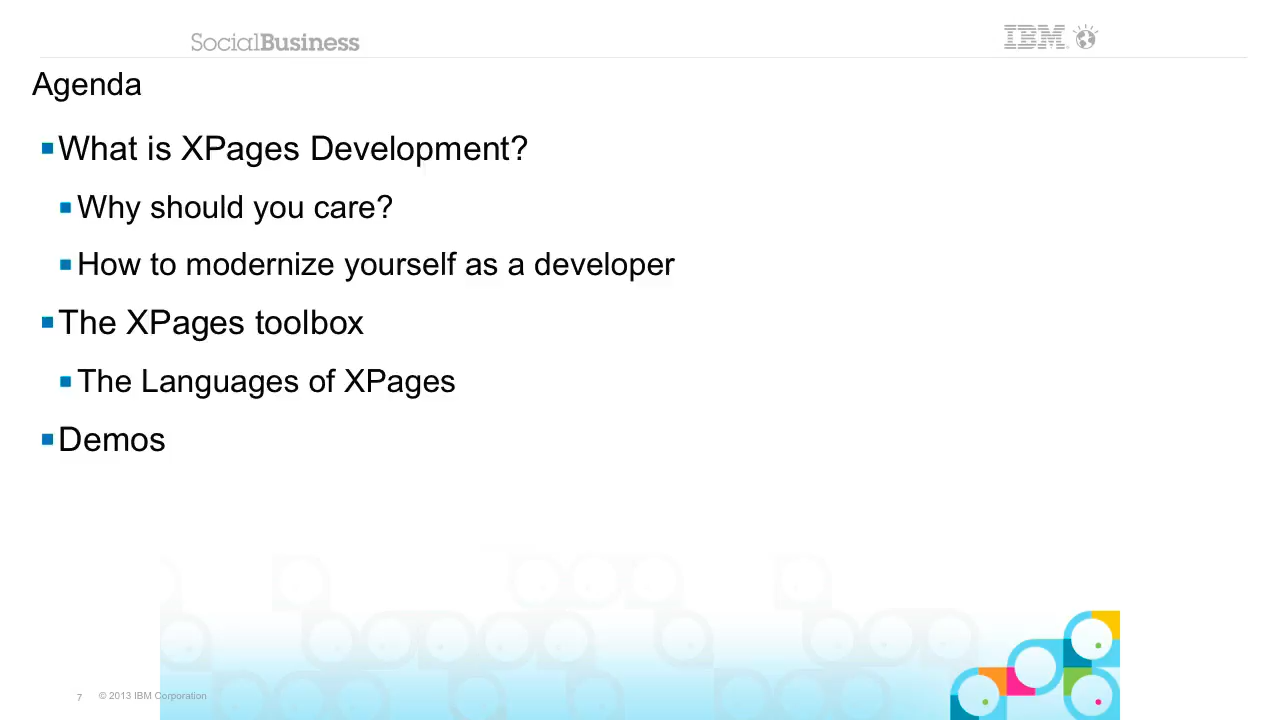 SocialBusiness
IBM
Agenda
What is XPages Development?
Why should you care?
How to modernize yourself as a developer
The XPages toolbox
The Languages of XPages
Demos
7 © 2013 IBM Corporation